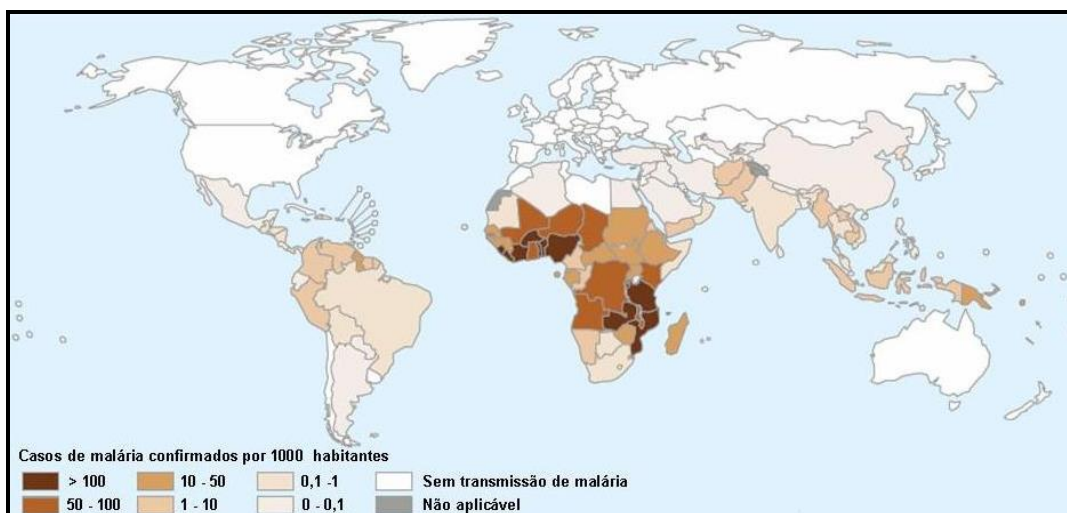 Casos de malária confirmados por 1000 habitantes
> 100 10 - 50 0,1 -1 Sem transmissão de malária
50 - 100 1 - 10 0 - 0,1 Não aplicável